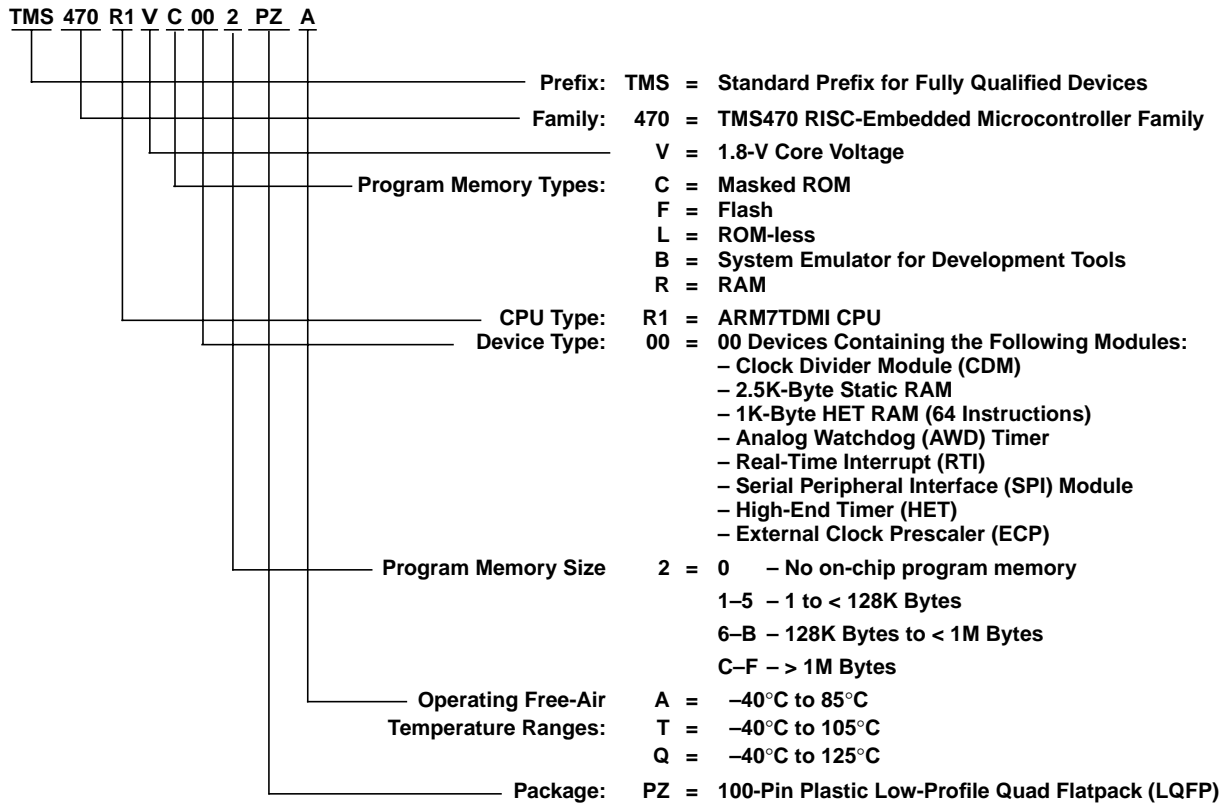 TMS 470 R1 V C 00 2 PZ A
Prefix: TMS = Standard Prefix for Fully Qualified Devices
Family: 470 = TMS470 RISC-Embedded Microcontroller Family
V = 1.8-V Core Voltage
Program Memory Types: C = Masked ROM
F = Flash
L = ROM-less
B = System Emulator for Development Tools
R = RAM
CPU Type: R1 = ARM7TDMI CPU
Device Type: 00 = 00 Devices Containing the Following Modules:
– Clock Divider Module (CDM)
– 2.5K-Byte Static RAM
– 1K-Byte HET RAM (64 Instructions)
– Analog Watchdog (AWD) Timer
– Real-Time Interrupt (RTI)
– Serial Peripheral Interface (SPI) Module
– High-End Timer (HET)
– External Clock Prescaler (ECP)
Program Memory Size 2 = 0 – No on-chip program memory
1–5 – 1 to < 128K Bytes
6–B – 128K Bytes to < 1M Bytes
C–F – > 1M Bytes
Operating Free-Air A = –40°C to 85°C
Temperature Ranges: T = –40°C to 105°C
Q = –40°C to 125°C
Package: PZ = 100-Pin Plastic Low-Profile Quad Flatpack (LQFP)